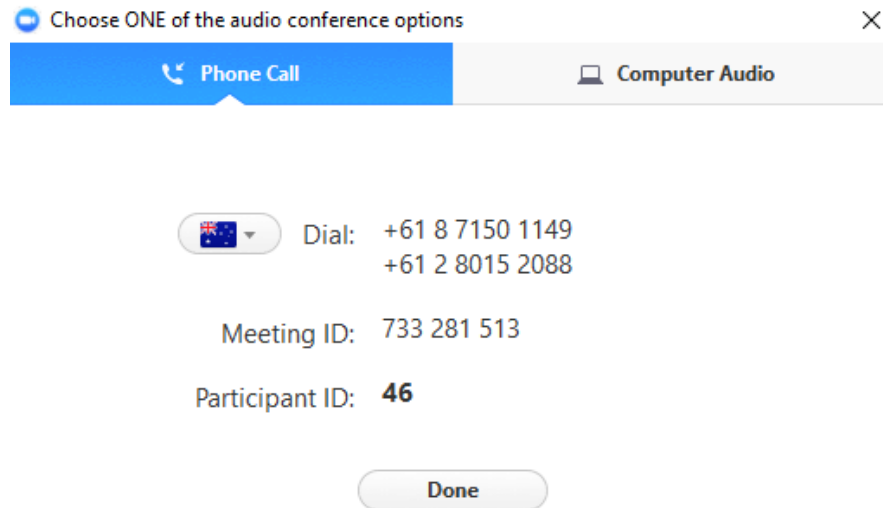 Choose ONE of the audio conference options
Phone Call
Computer Audio
Dial: +61 8 7150 1149
+61 2 8015 2088
Meeting ID: 733 281 513
Participant ID: 46
Done